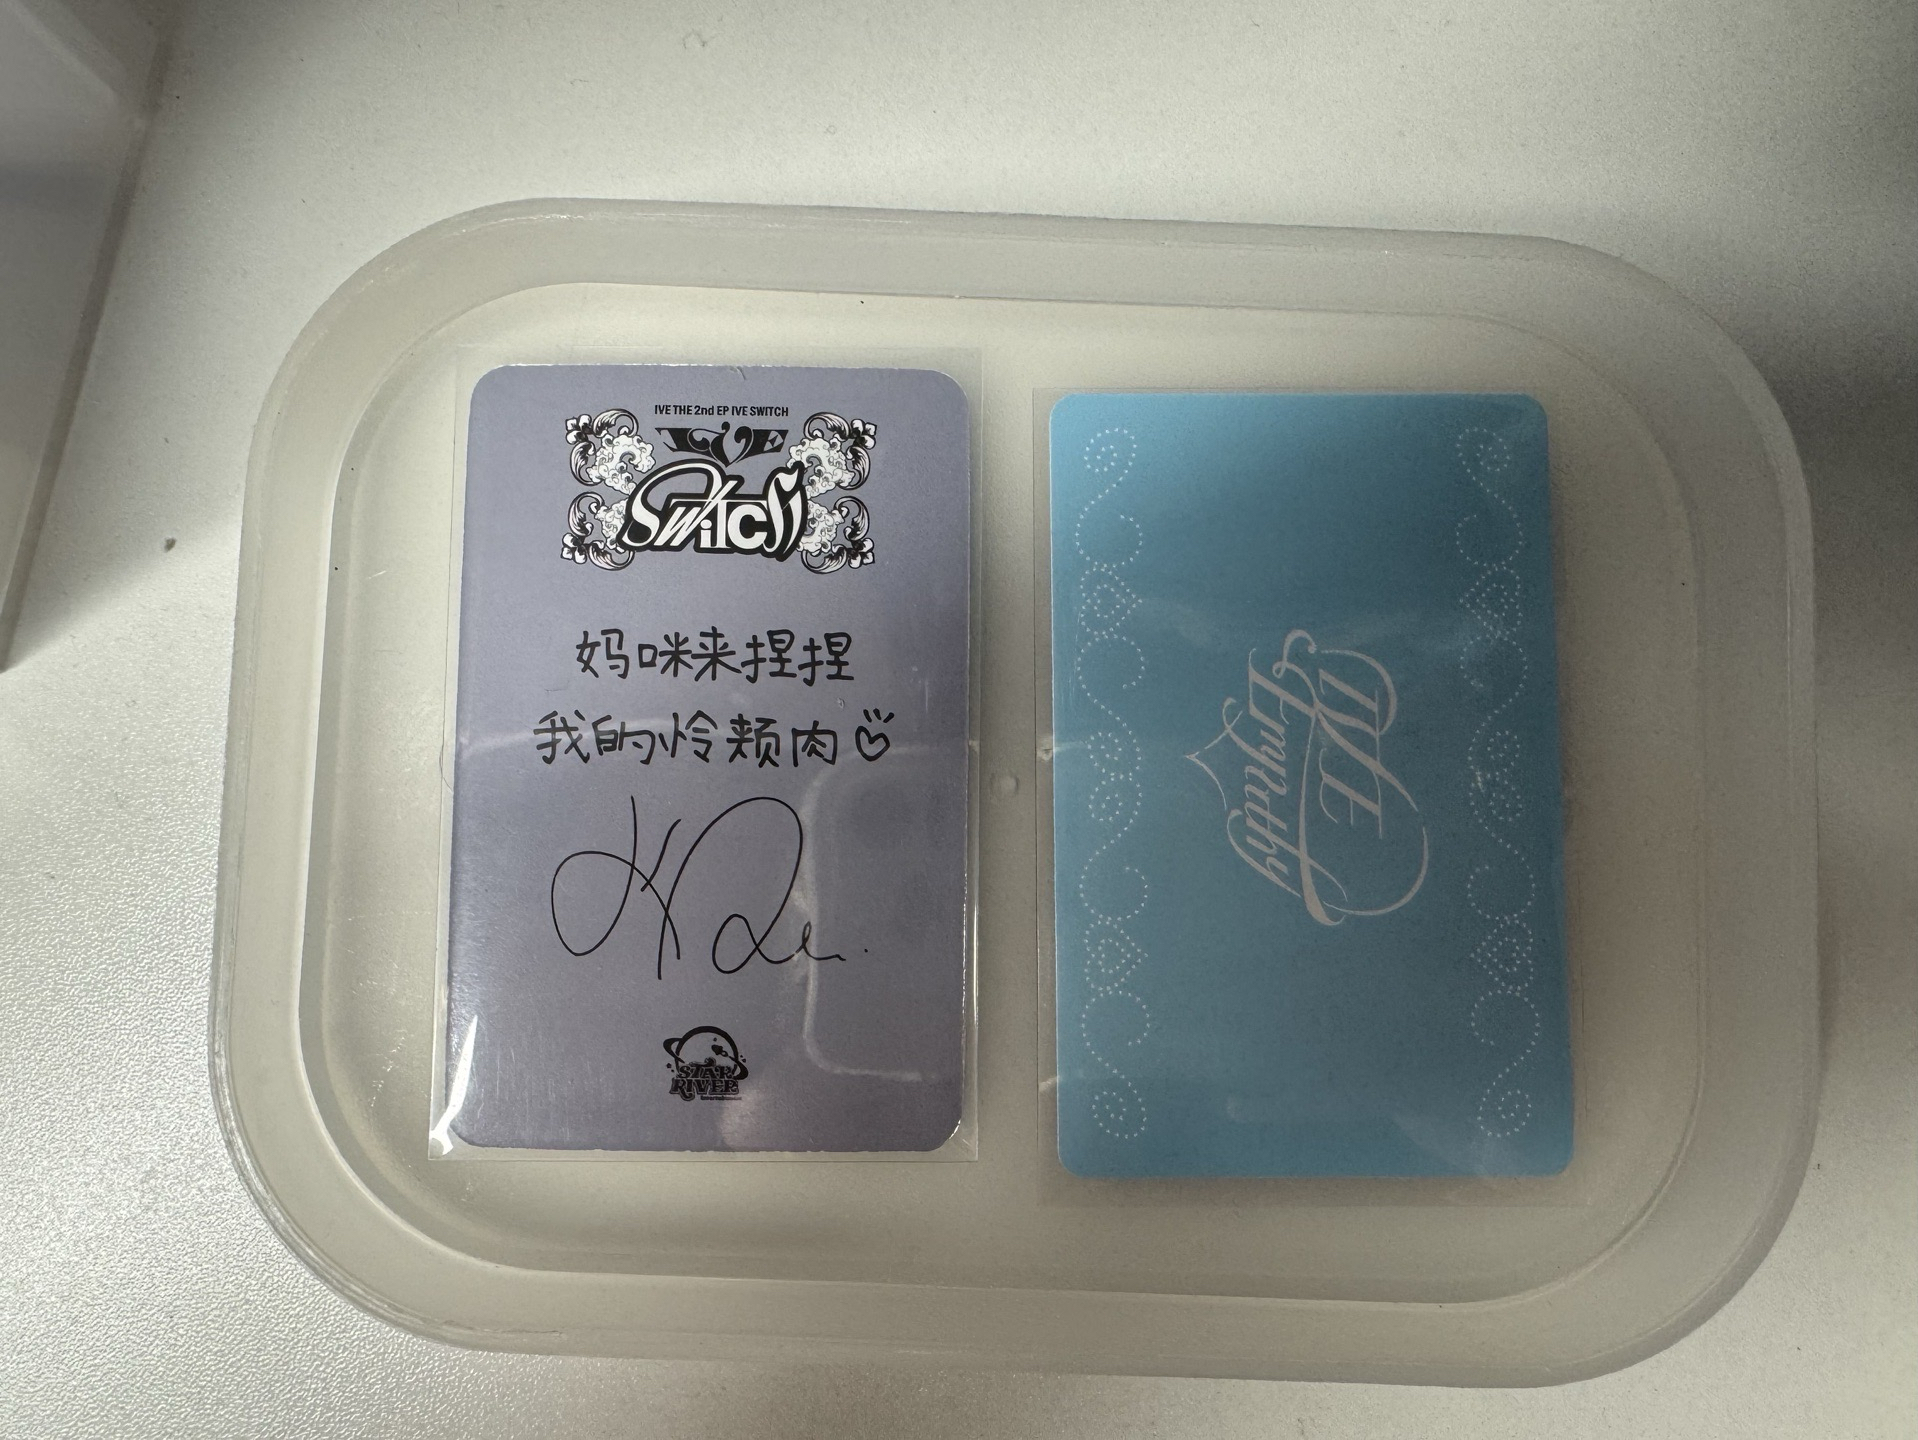 IVE THE 2nd EP IVE SWITCH
IVE
SWITCH
妈咪来捏捏
我的怜颊肉
STAR
RIVER
IVE
Empathy